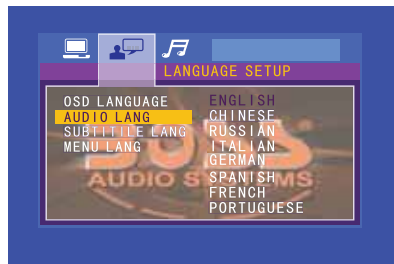 LANGUAGE SETUP
OSD LANGUAGE
AUDIO LANG
SUBTITILE LANG
MENU LANG
ENGLISH
CHINESE
RUSSIAN
ITALIAN
GERMAN
SPANISH
FRENCH
PORTUGUESE
AUDIO